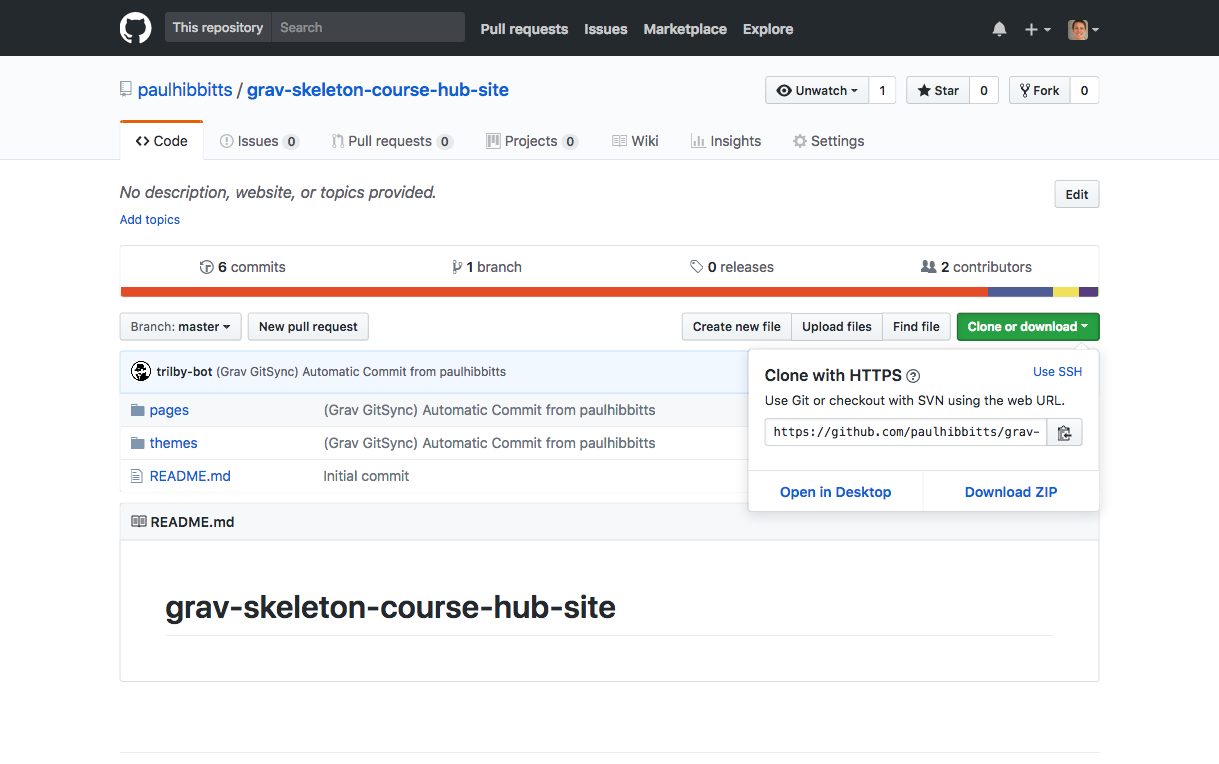 This repository Search Pull requests Issues Marketplace Explore
paulhibbitts / grav-skeleton-course-hub-site Unwatch 1 Star 0 Fork 0
Code Issues 0 Pull requests 0 Projects 0 Wiki Insights Settings
No description, website, or topics provided. Edit
Add topics
6 commits 1 branch 0 releases 2 contributors
Branch: master New pull request Create new file Upload files Find file Clone or download
trilby-bot (Grav GitSync) Automatic Commit from paulhibbitts
pages (Grav GitSync) Automatic Commit from paulhibbitts
themes (Grav GitSync) Automatic Commit from paulhibbitts
README.md Initial commit
Clone with HTTPS ? Use SSH
Use Git or checkout with SVN using the web URL.
https://github.com/paulhibbitts/grav-
Open in Desktop Download ZIP
README.md
grav-skeleton-course-hub-site